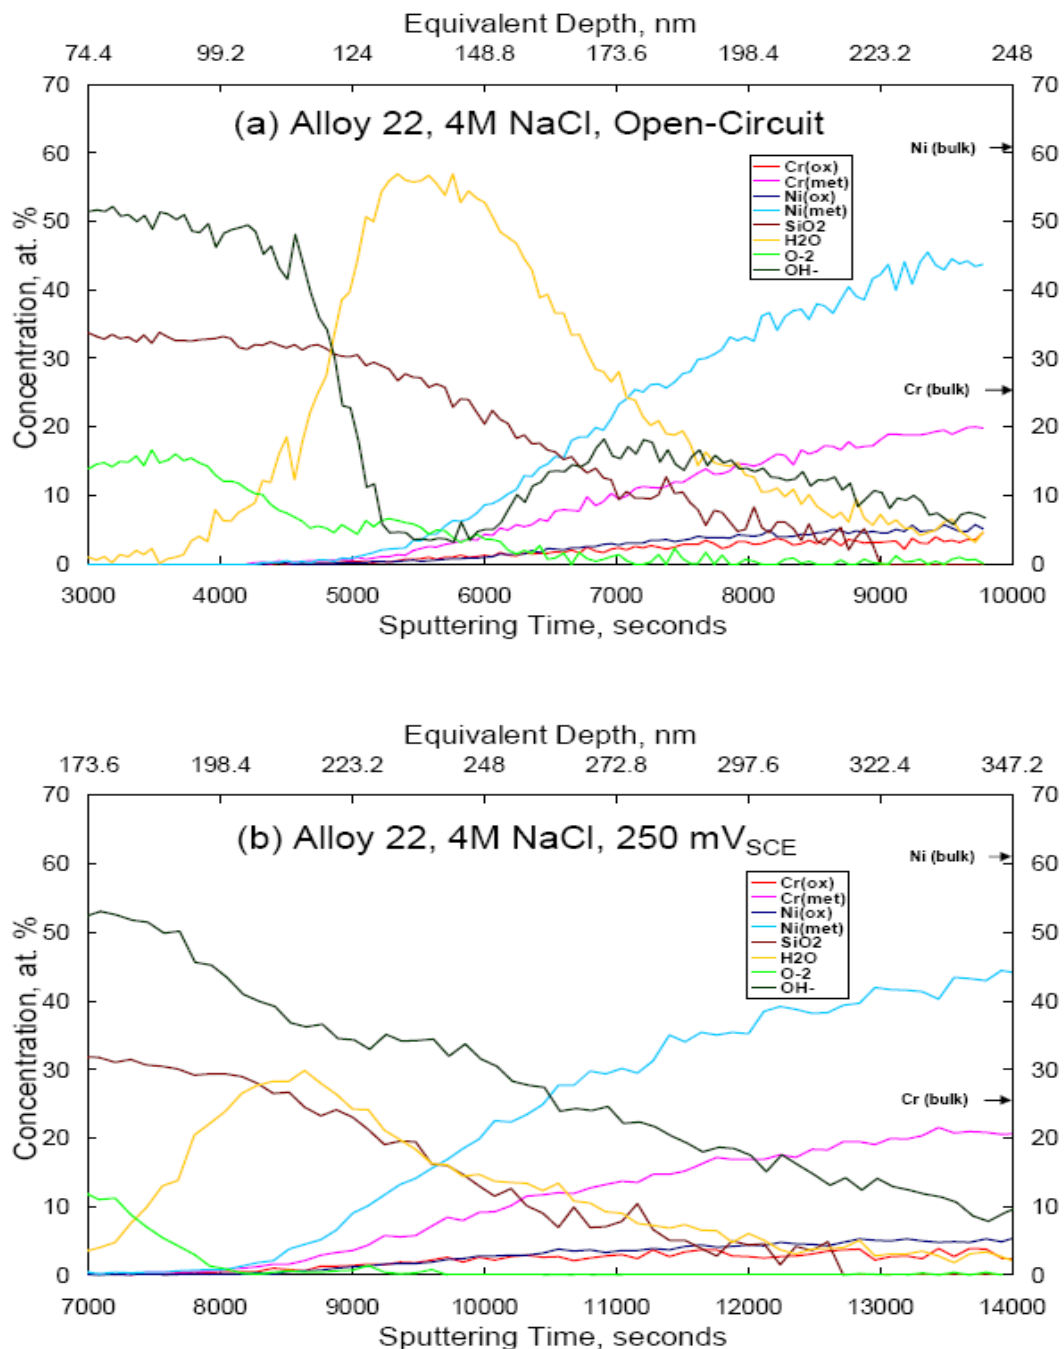 Equivalent Depth, nm
74.4 99.2 124 148.8 173.6 198.4 223.2 248
(a) Alloy 22, 4M NaCl, Open-Circuit
70 70
60 60
50 50
40 40
30 30
20 20
10 10
0 0
Ni (bulk)
Cr (bulk)
Cr(ox)
Cr(met)
Ni(ox)
Ni(met)
SiO2
H2O
O-2
OH-
Concentration, at. %
3000 4000 5000 6000 7000 8000 9000 10000
Sputtering Time, seconds
Equivalent Depth, nm
173.6 198.4 223.2 248 272.8 297.6 322.4 347.2
(b) Alloy 22, 4M NaCl, 250 mVSCE
70 70
60 60
50 50
40 40
30 30
20 20
10 10
0 0
Ni (bulk)
Cr (bulk)
Cr(ox)
Cr(met)
Ni(ox)
Ni(met)
SiO2
H2O
O-2
OH-
Concentration, at. %
7000 8000 9000 10000 11000 12000 13000 14000
Sputtering Time, seconds